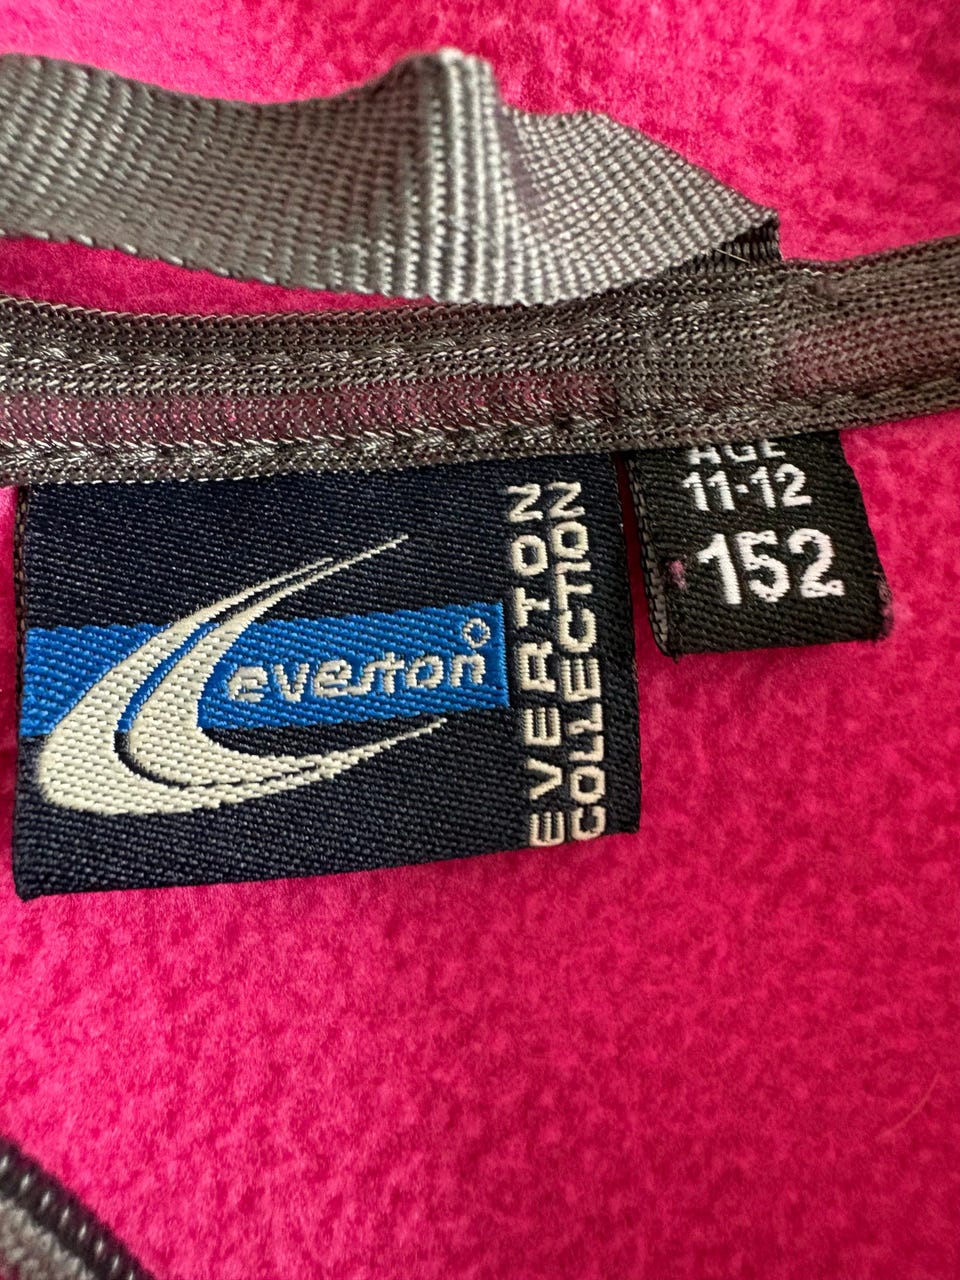 everton
EVERTON
COLLECTION
AGE
11-12
152